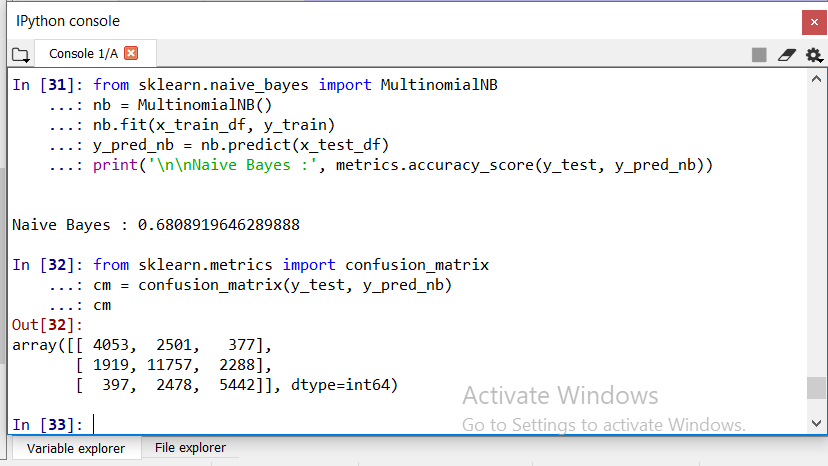 IPython console
Console 1/A
In [31]: from sklearn.naive_bayes import MultinomialNB
    ...: nb = MultinomialNB()
    ...: nb.fit(x_train_df, y_train)
    ...: y_pred_nb = nb.predict(x_test_df)
    ...: print('\n\nNaive Bayes :', metrics.accuracy_score(y_test, y_pred_nb))
Naive Bayes : 0.6808919646289888
In [32]: from sklearn.metrics import confusion_matrix
    ...: cm = confusion_matrix(y_test, y_pred_nb)
    ...: cm
Out[32]:
array([[ 4053,  2501,   377],
       [ 1919, 11757,  2288],
       [  397,  2478,  5442]], dtype=int64)
In [33]:
Activate Windows
Go to Settings to activate Windows.
Variable explorer File explorer